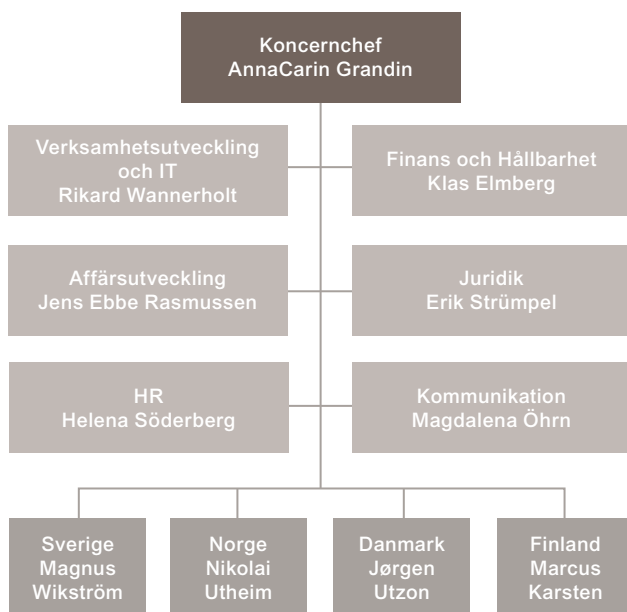 Koncernchef
AnnaCarin Grandin
Verksamhetsutveckling
och IT
Rikard Wannerholt
Finans och Hållbarhet
Klas Elmberg
Affärsutveckling
Jens Ebbe Rasmussen
Juridik
Erik Strümpel
HR
Helena Söderberg
Kommunikation
Magdalena Öhrn
Sverige
Magnus
Wikström
Norge
Nikolai
Utheim
Danmark
Jørgen
Utzon
Finland
Marcus
Karsten